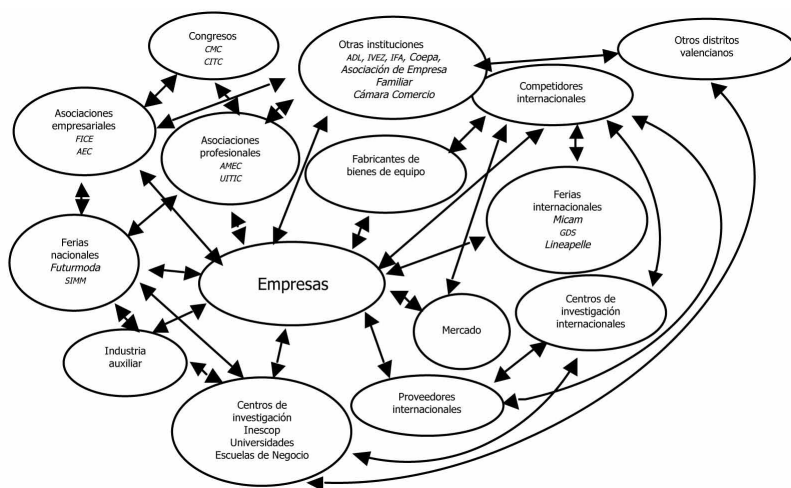 Congresos
CMC
CITC
Otras instituciones
ADL, IVEZ, IFA, Coepa,
Asociación de Empresa
Familiar
Cámara Comercio
Otros distritos
valencianos
Competidores
internacionales
Asociaciones
empresariales
FICE
AEC
Asociaciones
profesionales
AMEC
UITIC
Fabricantes de
bienes de equipo
Ferias
internacionales
Micam
GDS
Lineapelle
Ferias
nacionales
Futurmoda
SIMM
Empresas
Centros de
investigación
internacionales
Mercado
Industria
auxiliar
Proveedores
internacionales
Centros de
investigación
Inescop
Universidades
Escuelas de Negocio